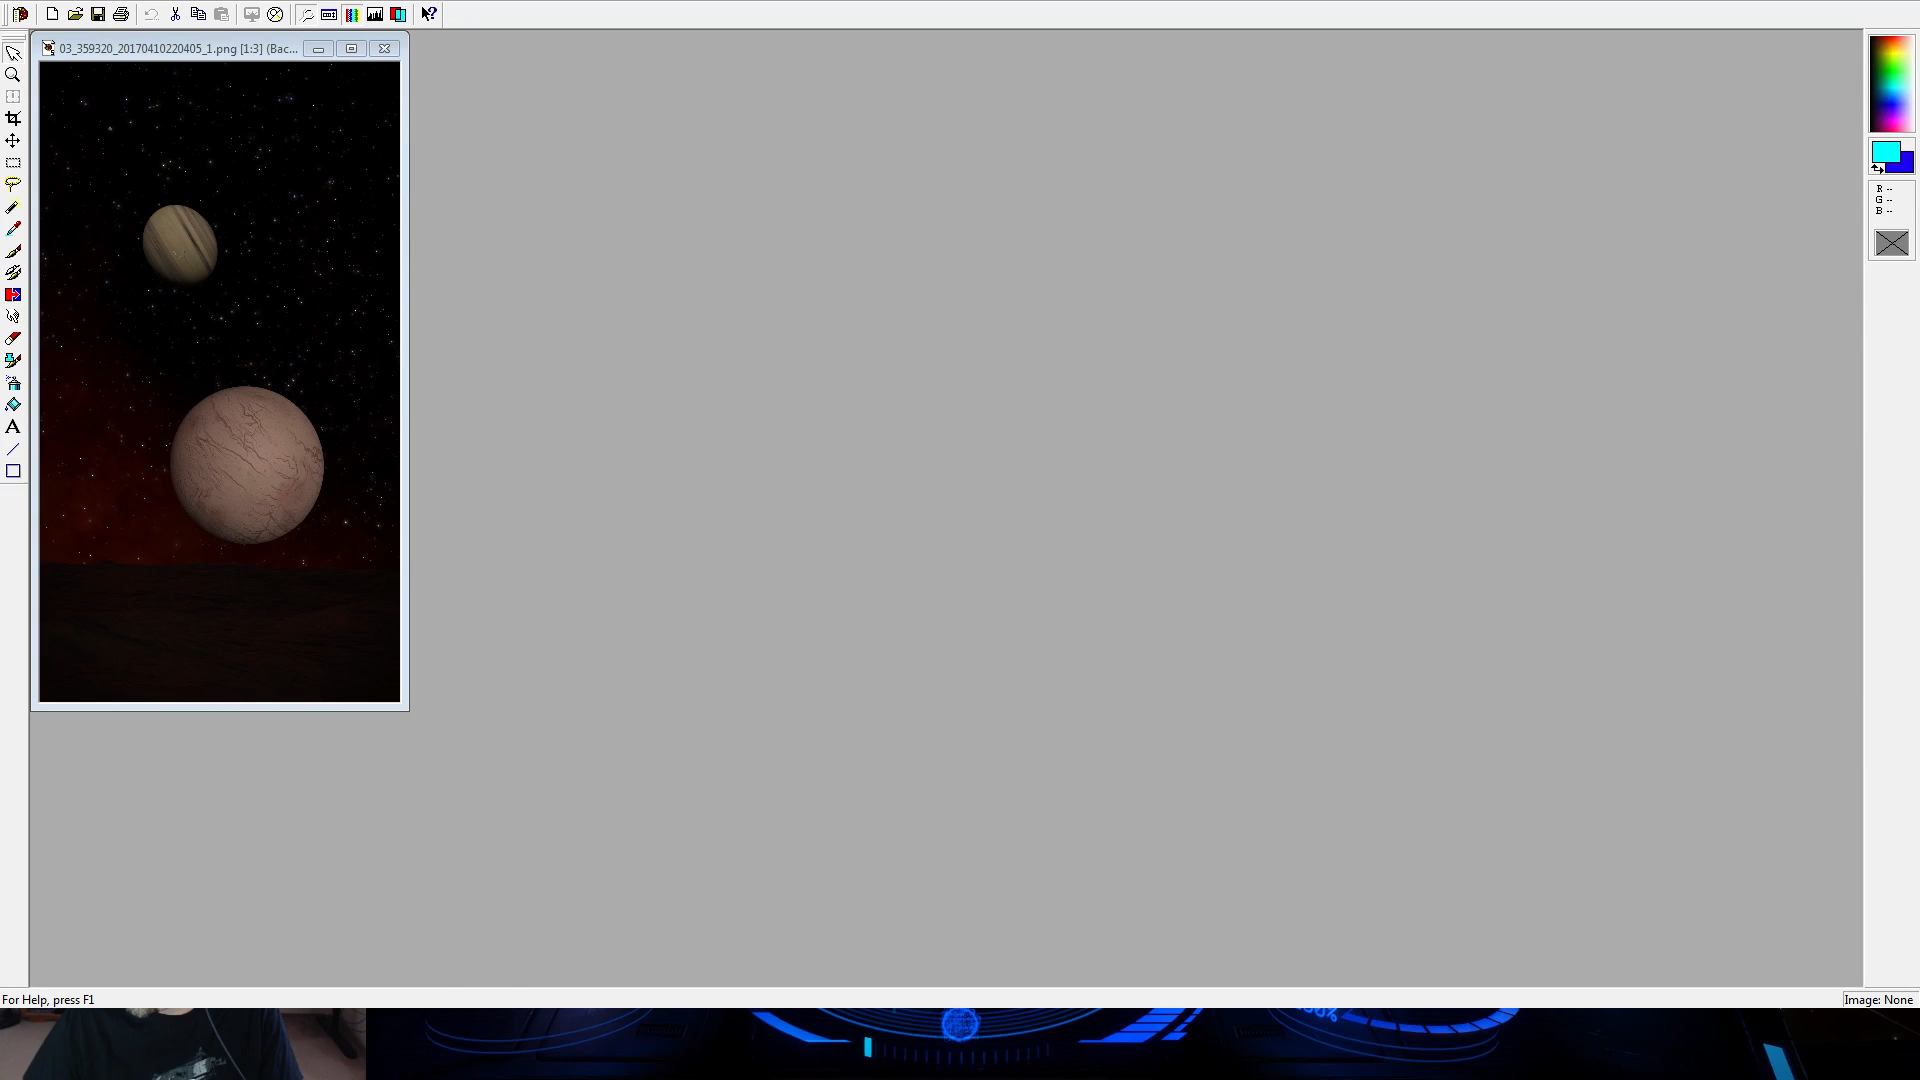 03_359320_20170410220405_1.png [1:3] (Bac...
R --
G --
B --
For Help, press F1
Image: None